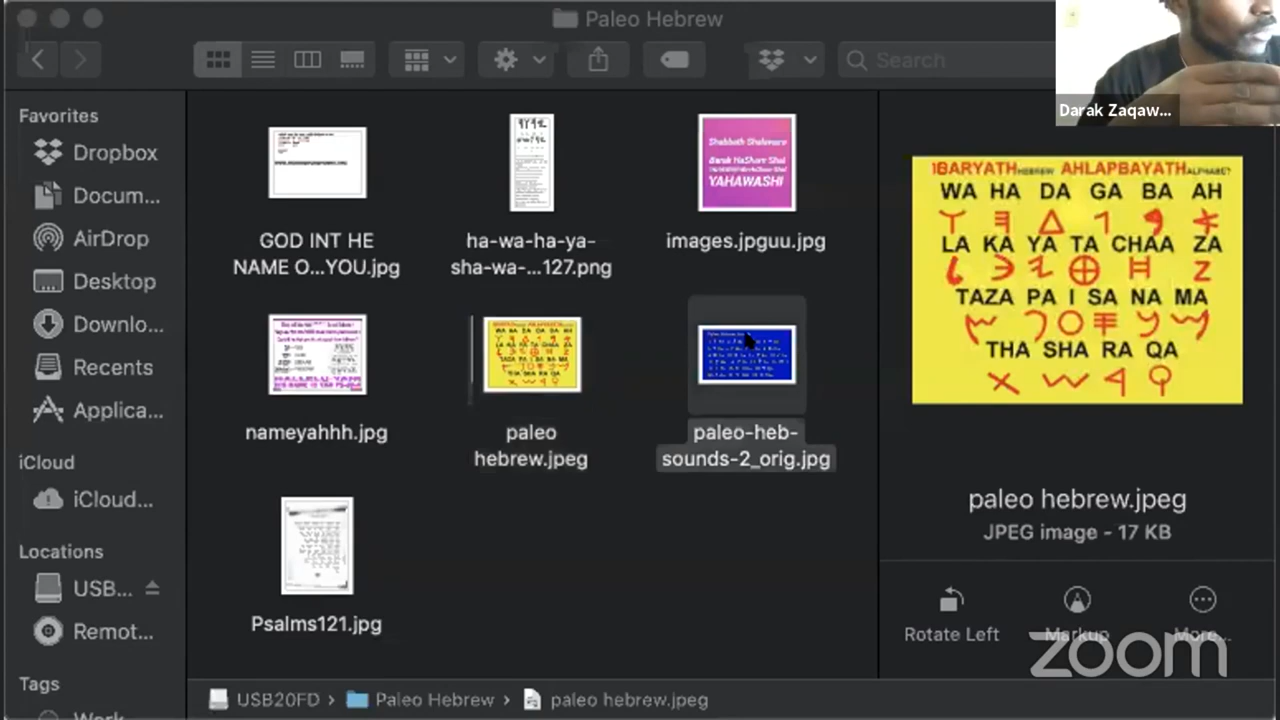 Paleo Hebrew
Search
Darak Zaqaw...
Favorites
Dropbox
Docum...
AirDrop
Desktop
Downlo...
Recents
Applica...
iCloud
iCloud...
Locations
USB...
Remot...
Tags
Work
GOD INT HE
NAME O...YOU.jpg
ha-wa-ha-ya-
sha-wa-...127.png
Shabbath Shalawam
YAHAWASHI
images.jpguu.jpg
nameyahhh.jpg
paleo
hebrew.jpeg
paleo-heb-
sounds-2_orig.jpg
Psalms121.jpg
1BARYATH HEBREW AHLAPBAYATH ALPHABET
WA HA DA GA BA AH
LA KA YA TA CHAA ZA
TAZA PA I SA NA MA
THA SHA RA QA
paleo hebrew.jpeg
JPEG image - 17 KB
Rotate Left
Markup
More...
zoom
USB20FD › Paleo Hebrew › paleo hebrew.jpeg